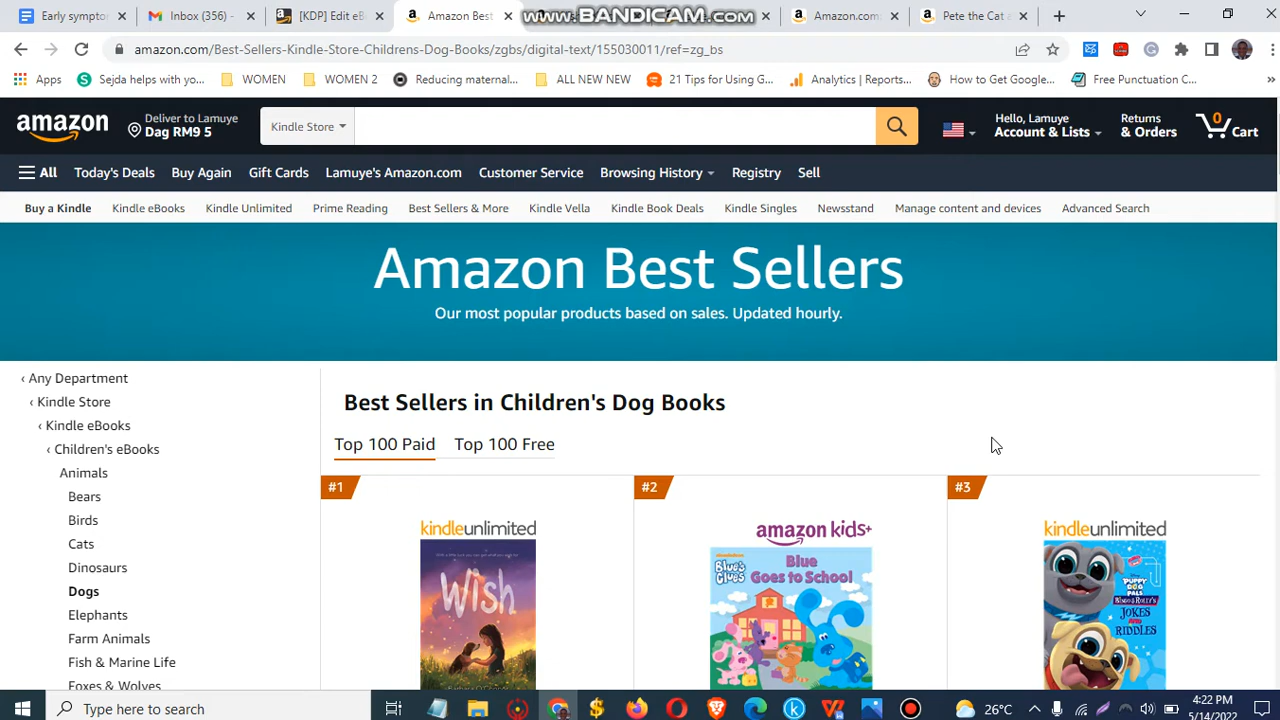 Early sympto
Inbox (356) -
[KDP] Edit eB
Amazon Best
www.BANDICAM.com
Amazon.com:
Pete the Cat a
amazon.com/Best-Sellers-Kindle-Store-Childrens-Dog-Books/zgbs/digital-text/155030011/ref=zg_bs
Apps
Sejda helps with yo...
WOMEN
WOMEN 2
Reducing maternal...
ALL NEW NEW
21 Tips for Using G...
Analytics | Reports...
How to Get Google...
Free Punctuation C...
»
amazon
Deliver to Lamuye
Dag RM9 5
Kindle Store
Hello, Lamuye
Account & Lists
Returns
& Orders
0
Cart
All
Today's Deals
Buy Again
Gift Cards
Lamuye's Amazon.com
Customer Service
Browsing History
Registry
Sell
Buy a Kindle
Kindle eBooks
Kindle Unlimited
Prime Reading
Best Sellers & More
Kindle Vella
Kindle Book Deals
Kindle Singles
Newsstand
Manage content and devices
Advanced Search
Amazon Best Sellers
Our most popular products based on sales. Updated hourly.
‹ Any Department
‹ Kindle Store
‹ Kindle eBooks
‹ Children's eBooks
Animals
Bears
Birds
Cats
Dinosaurs
Dogs
Elephants
Farm Animals
Fish & Marine Life
Foxes & Wolves
Best Sellers in Children's Dog Books
Top 100 Paid
Top 100 Free
#1
kindleunlimited
Wish
#2
amazon kids+
Blue's Clues
Blue
Goes to School
#3
kindleunlimited
PUPPY DOG PALS
BINGO & ROLLY'S
JOKES
AND
RIDDLES
Type here to search
26°C
4:22 PM
5/14/2022